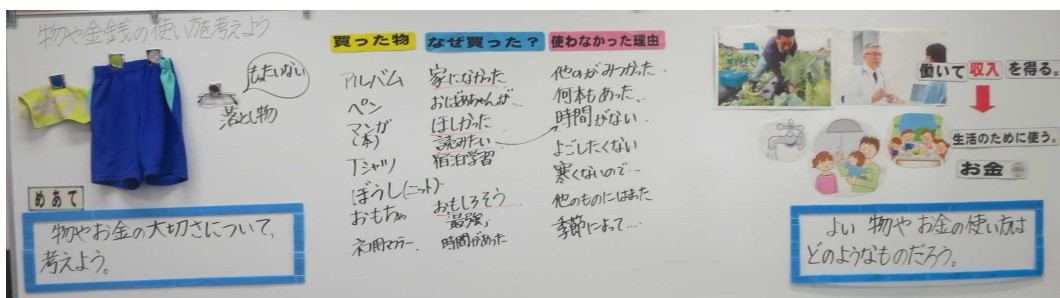 物や金銭の使い方を考えよう
もったいない
落とし物
めあて
物やお金の大切さについて、
考えよう。
買った物
アルバム
ペン
マンガ
(本)
Tシャツ
ぼうし(ニット)
おもちゃ
なぜ買った?
家になかった
おばあちゃんが…
ほしかった
読みたい
宿泊学習
おもしろそう
最強,
時間があった
使わなかった理由
他のがみつかった.
何本もあった..
時間がない.
よごしたくない
寒くないので…
他のものにはまった
季節によって…
働いて収入を得る。
生活のために使う。
お金
よい 物やお金の使い方は
どのようなものだろう。